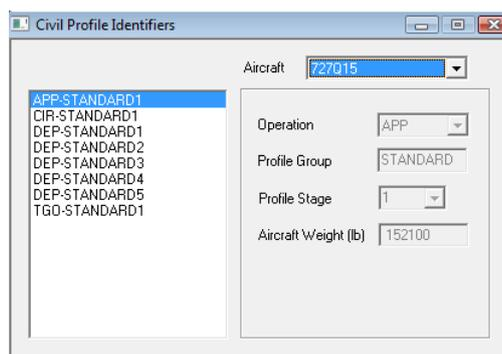 Civil Profile Identifiers
Aircraft 727Q15
APP-STANDARD1
CIR-STANDARD1
DEP-STANDARD1
DEP-STANDARD2
DEP-STANDARD3
DEP-STANDARD4
DEP-STANDARD5
TGO-STANDARD1
Operation APP
Profile Group STANDARD
Profile Stage 1
Aircraft Weight (lb) 152100